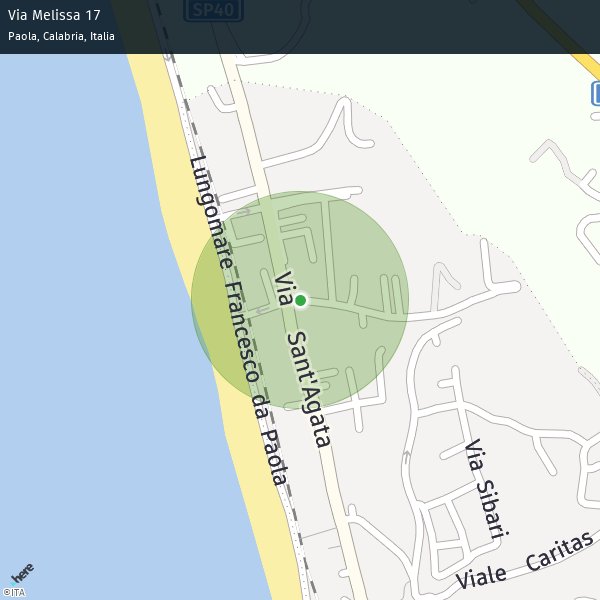 Via Melissa 17
Paola, Calabria, Italia
SP40
Lungomare Francesco da Paola
Via Sant'Agata
Via Sibari
Viale Caritas
here
©ITA